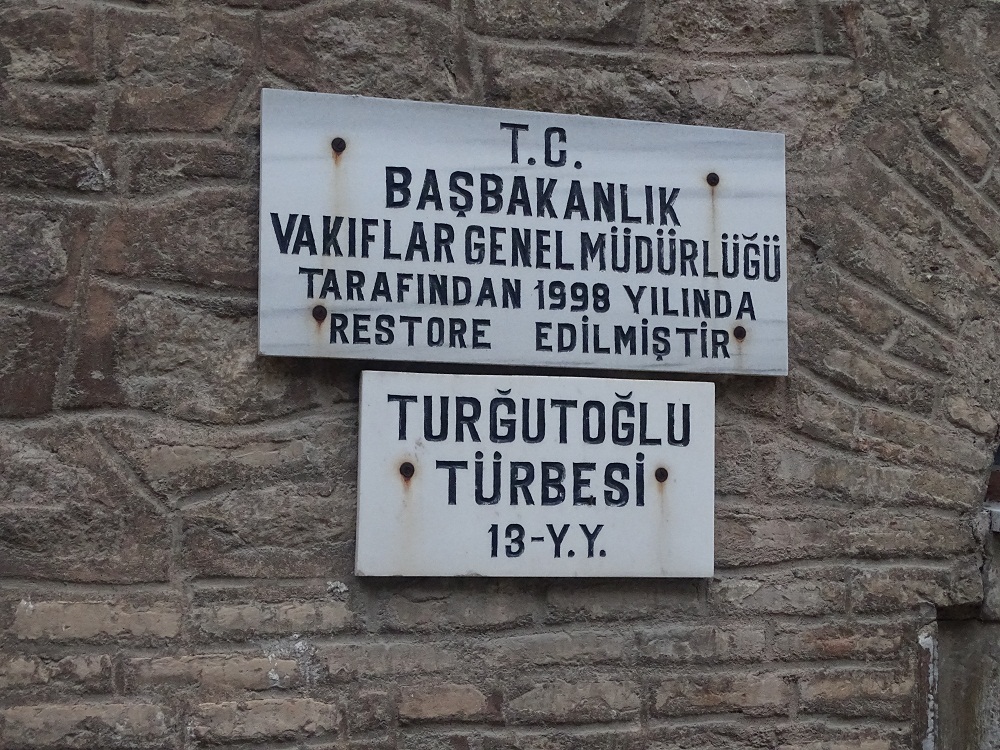 T.C.
BAŞBAKANLIK
VAKIFLAR GENEL MÜDÜRLÜĞÜ
TARAFINDAN 1998 YILINDA
RESTORE EDİLMİŞTİR
TURĞUTOĞLU
TÜRBESİ
13-Y.Y.